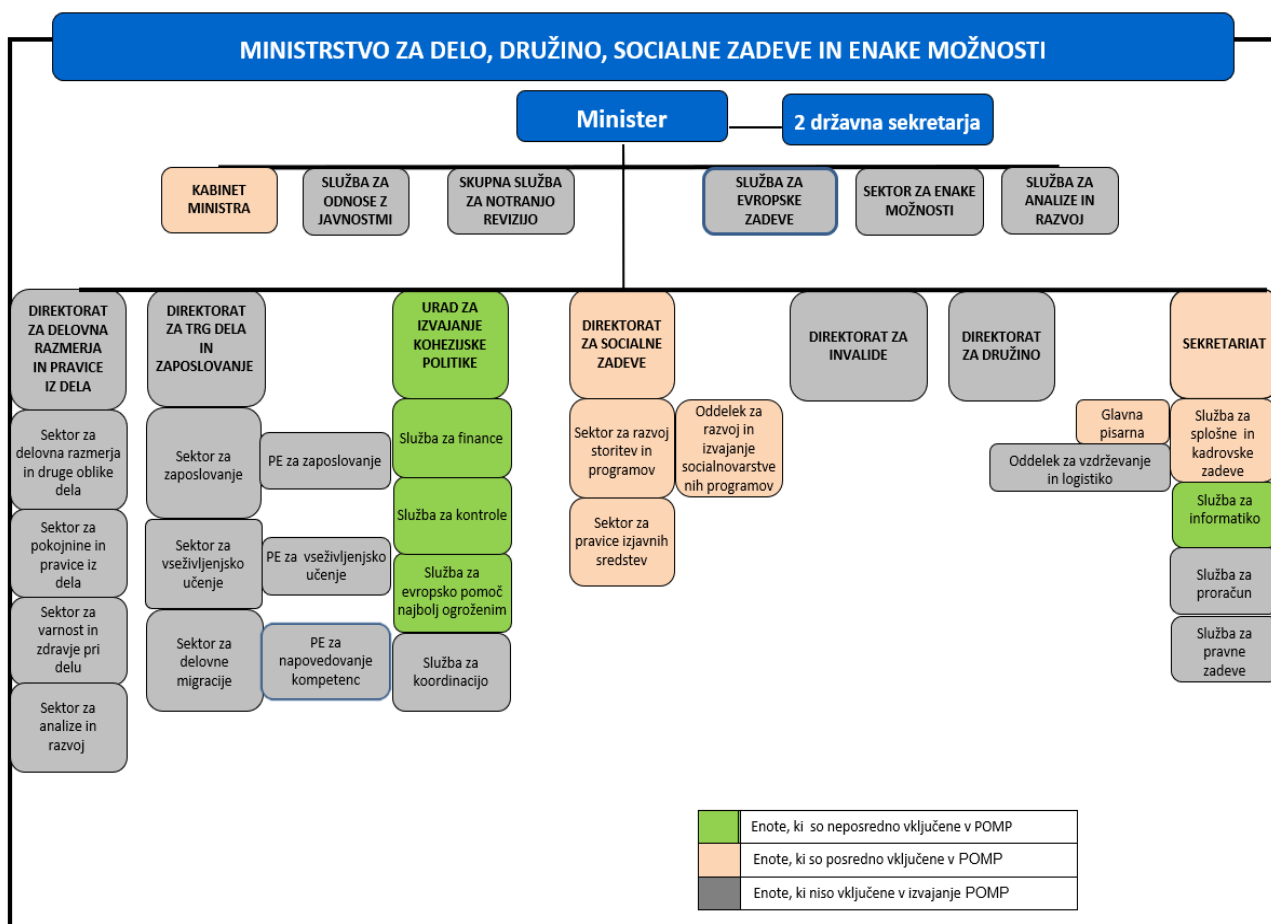 MINISTRSTVO ZA DELO, DRUŽINO, SOCIALNE ZADEVE IN ENAKE MOŽNOSTI
Minister
2 državna sekretarja
KABINET
MINISTRA
SLUŽBA ZA
ODNOSE Z
JAVNOSTMI
SKUPNA SLUŽBA
ZA NOTRANJO
REVIZIJO
SLUŽBA ZA
EVROPSKE
ZADEVE
SEKTOR ZA ENAKE
MOŽNOSTI
SLUŽBA ZA
ANALIZE IN
RAZVOJ
DIREKTORAT
ZA DELOVNA
RAZMERJA
IN PRAVICE
IZ DELA
Sektor za
delovna razmerja
in druge oblike
dela
Sektor za
pokojnine in
pravice iz
dela
Sektor za
varnost in
zdravje pri
delu
Sektor za
analize in
razvoj
DIREKTORAT
ZA TRG DELA
IN
ZAPOSLOVANJE
Sektor za
zaposlovanje
PE za zaposlovanje
Sektor za
vseživljenjsko
učenje
PE za vseživljenjsko
učenje
Sektor za
delovne
migracije
PE za
napovedovanje
kompetenc
URAD ZA
IZVAJANJE
KOHEZIJSKE
POLITIKE
Služba za finance
Služba za kontrole
Služba za
evropsko pomoč
najbolj ogroženim
Služba za
koordinacijo
DIREKTORAT
ZA SOCIALNE
ZADEVE
Sektor za razvoj
storitev in
programov
Oddelek za
razvoj in
izvajanje
socialnovarstve
nih programov
Sektor za
pravice izjavnih
sredstev
DIREKTORAT ZA
INVALIDE
DIREKTORAT
ZA DRUŽINO
SEKRETARIAT
Glavna
pisarna
Služba za
splošne in
kadrovske
zadeve
Oddelek za vzdrževanje
in logistiko
Služba za
informatiko
Služba za
proračun
Služba za
pravne
zadeve
Enote, ki so neposredno vključene v POMP
Enote, ki so posredno vključene v POMP
Enote, ki niso vključene v izvajanje POMP